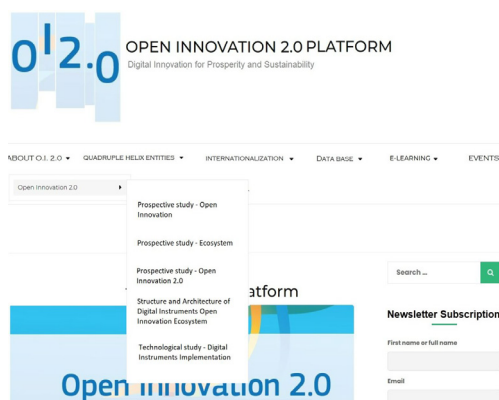 OI2.0
OPEN INNOVATION 2.0 PLATFORM
Digital Innovation for Prosperity and Sustainability
ABOUT O.I. 2.0
QUADRUPLE HELIX ENTITIES
INTERNATIONALIZATION
DATA BASE
E-LEARNING
EVENTS
Open Innovation 2.0
Prospective study - Open
Innovation
Prospective study - Ecosystem
Prospective study - Open
Innovation 2.0
Structure and Architecture of
Digital Instruments Open
Innovation Ecosystem
Technological study - Digital
Instruments Implementation
atform
Open Innovation 2.0
Search ...
Newsletter Subscription
First name or full name
Email